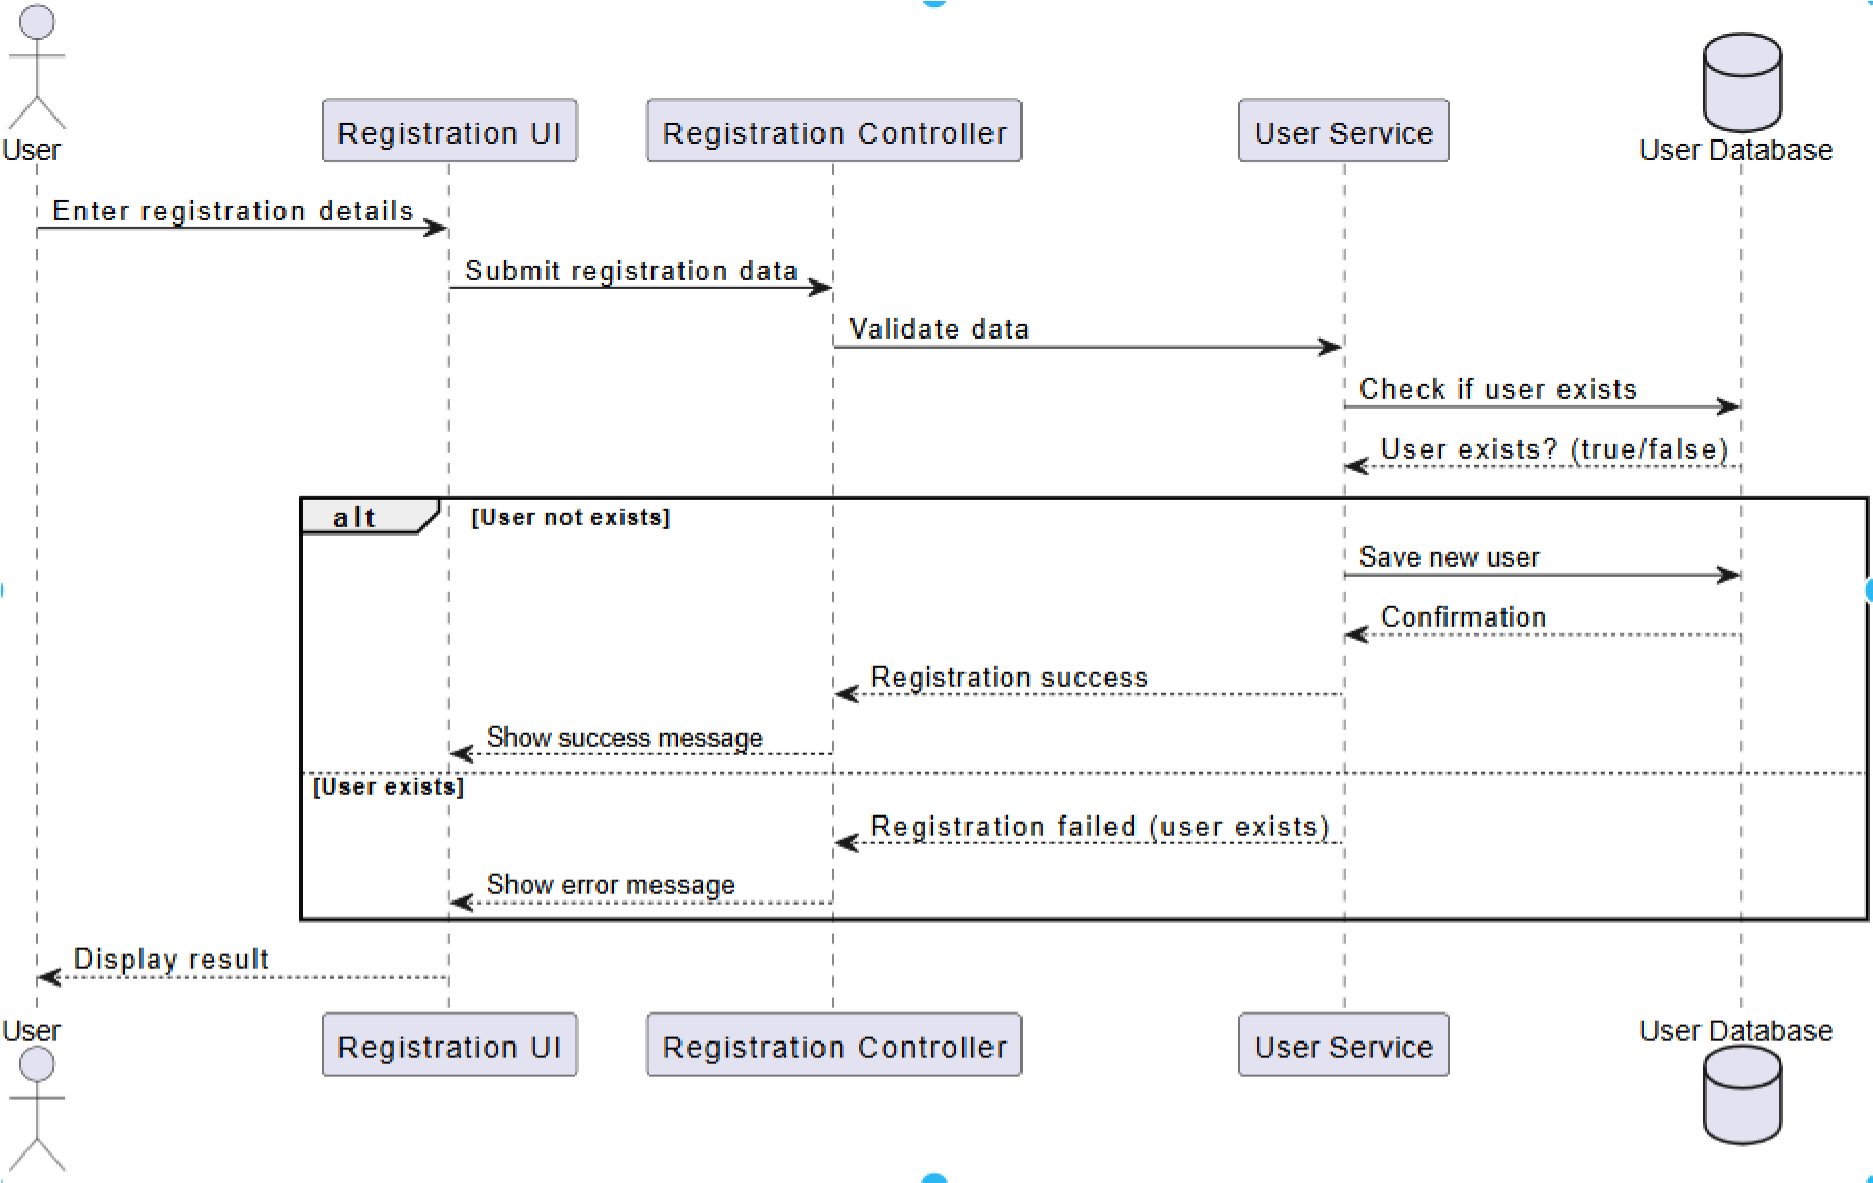 User
Registration UI
Registration Controller
User Service
User Database
Enter registration details
Submit registration data
Validate data
Check if user exists
User exists? (true/false)
alt
[User not exists]
Save new user
Confirmation
Registration success
Show success message
[User exists]
Registration failed (user exists)
Show error message
Display result
User
Registration UI
Registration Controller
User Service
User Database